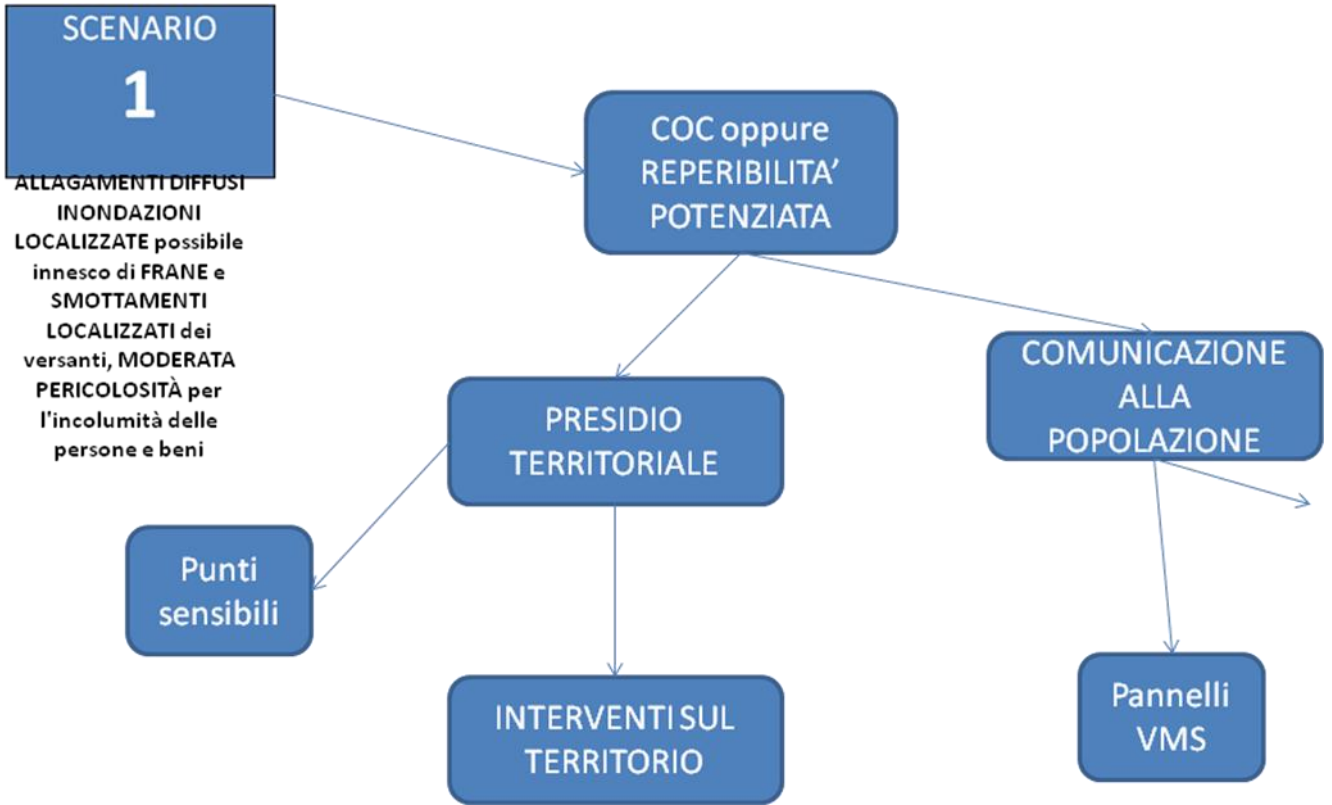 SCENARIO
1
ALLAGAMENTI DIFFUSI
INONDAZIONI
LOCALIZZATE possibile
innesco di FRANE e
SMOTTAMENTI
LOCALIZZATI dei
versanti, MODERATA
PERICOLOSITÀ per
l'incolumità delle
persone e beni
COC oppure
REPERIBILITA’
POTENZIATA
PRESIDIO
TERRITORIALE
COMUNICAZIONE
ALLA
POPOLAZIONE
Punti
sensibili
INTERVENTI SUL
TERRITORIO
Pannelli
VMS